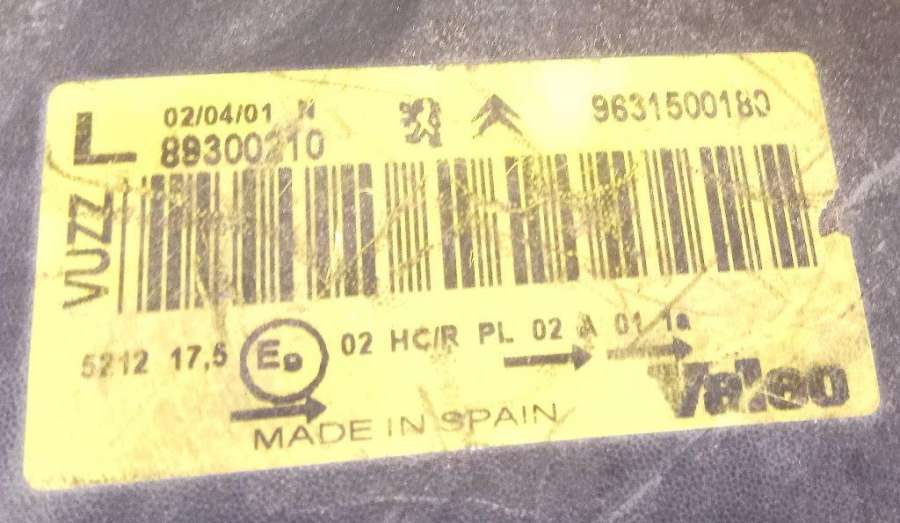 L 02/04/01 N 9631500180
89300210
VUZZ
5212 17,5 E9 02 HC/R PL 02 A 01 1a
MADE IN SPAIN
Valeo